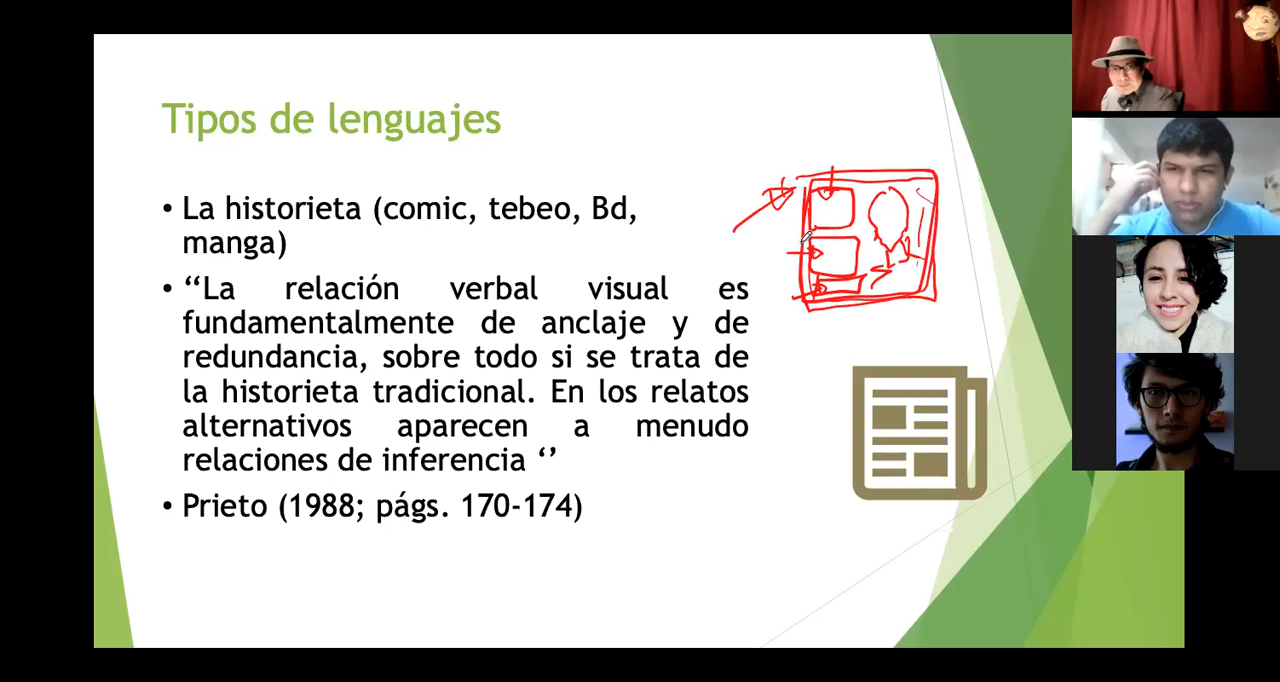 Tipos de lenguajes
• La historieta (comic, tebeo, Bd,
manga)
• ‘‘La relación verbal visual es
fundamentalmente de anclaje y de
redundancia, sobre todo si se trata de
la historieta tradicional. En los relatos
alternativos aparecen a menudo
relaciones de inferencia ‘’
• Prieto (1988; págs. 170-174)